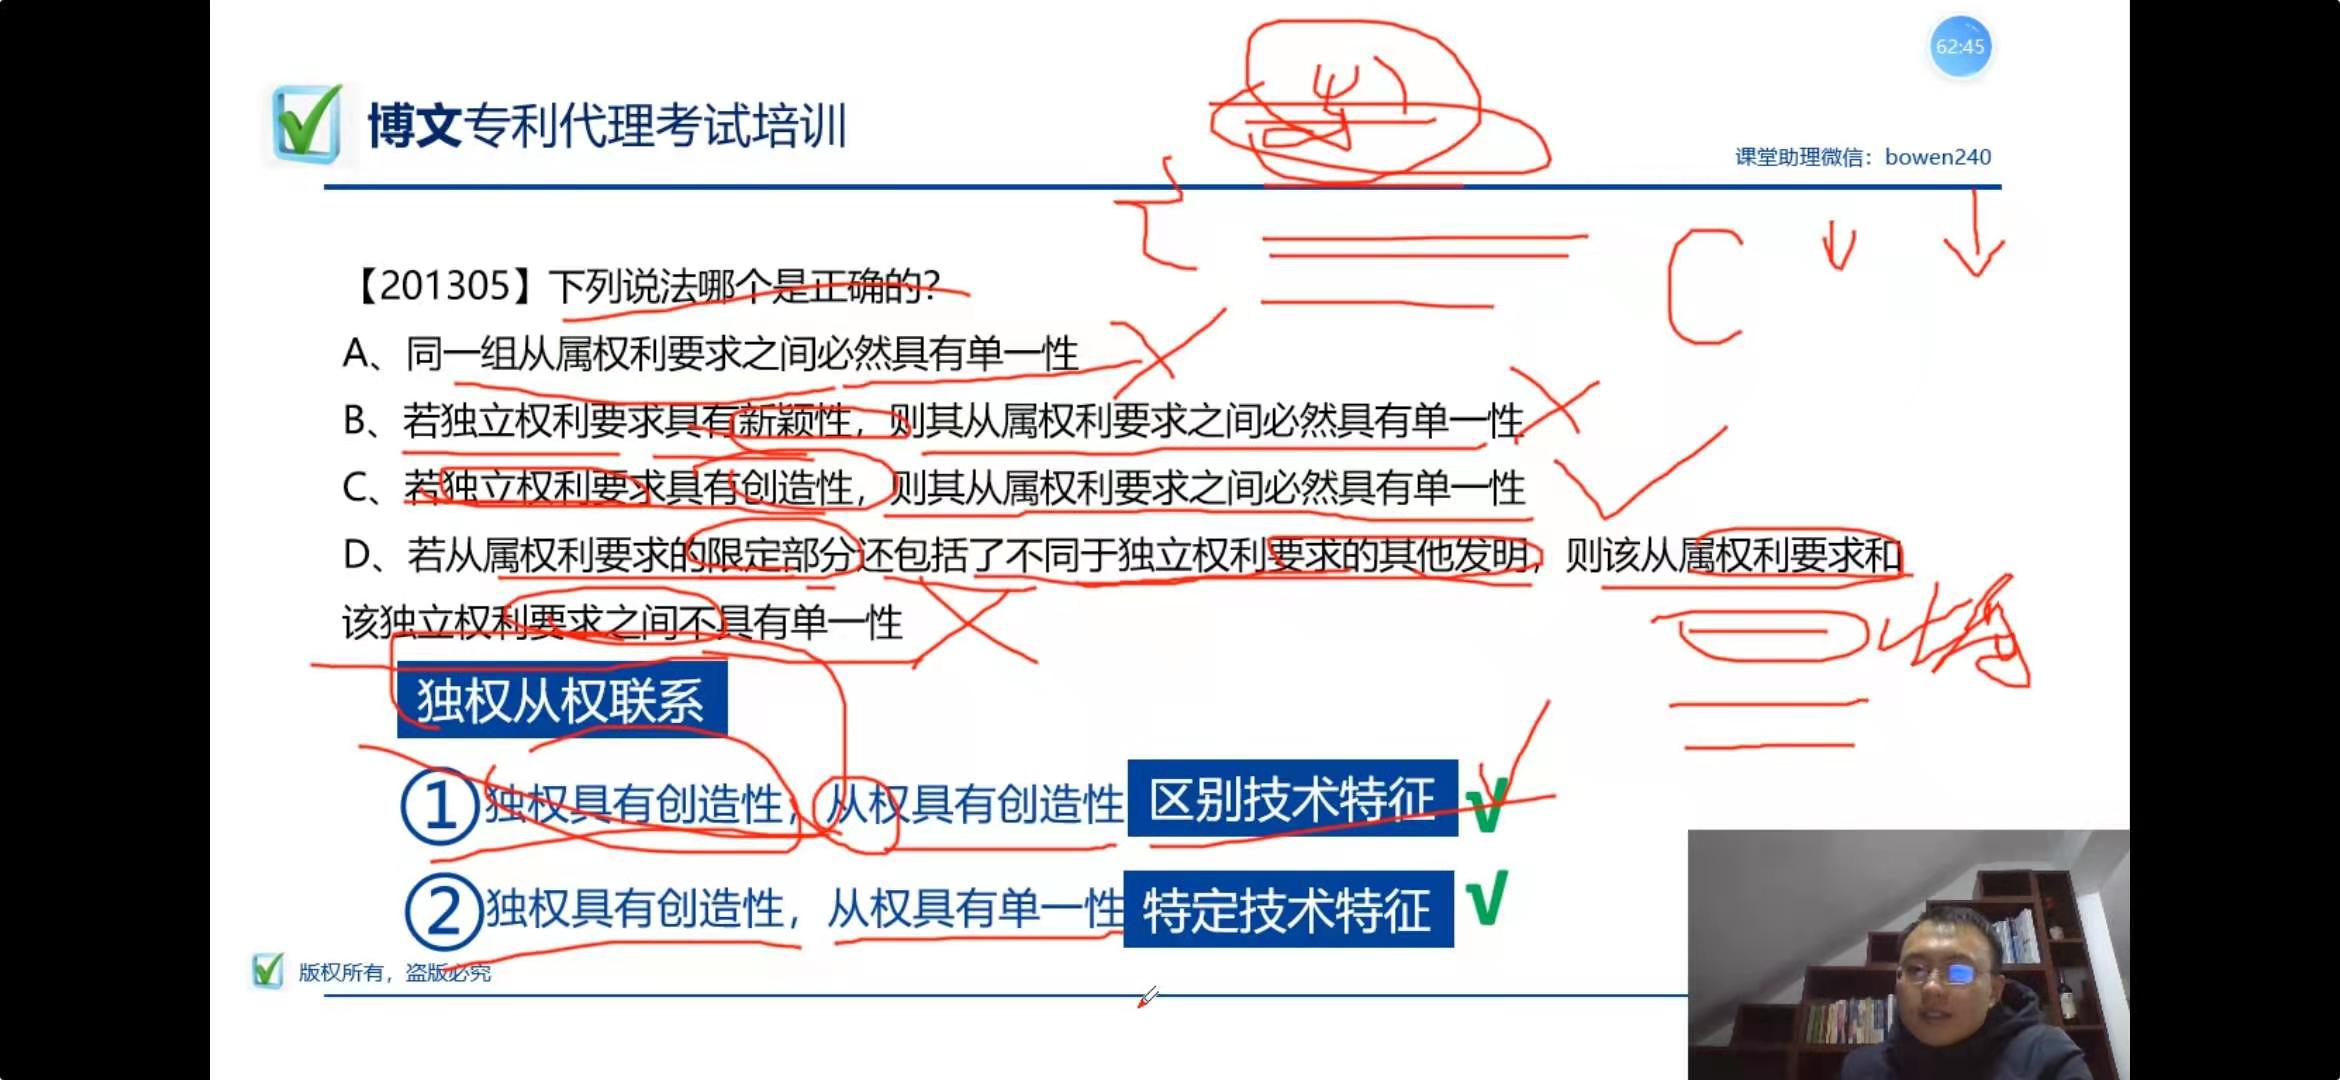 62:45
博文专利代理考试培训
课堂助理微信：bowen240
【201305】下列说法哪个是正确的？
A、同一组从属权利要求之间必然具有单一性
B、若独立权利要求具有新颖性，则其从属权利要求之间必然具有单一性
C、若独立权利要求具有创造性，则其从属权利要求之间必然具有单一性
D、若从属权利要求的限定部分还包括了不同于独立权利要求的其他发明，则该从属权利要求和
该独立权利要求之间不具有单一性
独权从权联系
①独权具有创造性，从权具有创造性 区别技术特征 √
②独权具有创造性，从权具有单一性 特定技术特征 √
版权所有，盗版必究